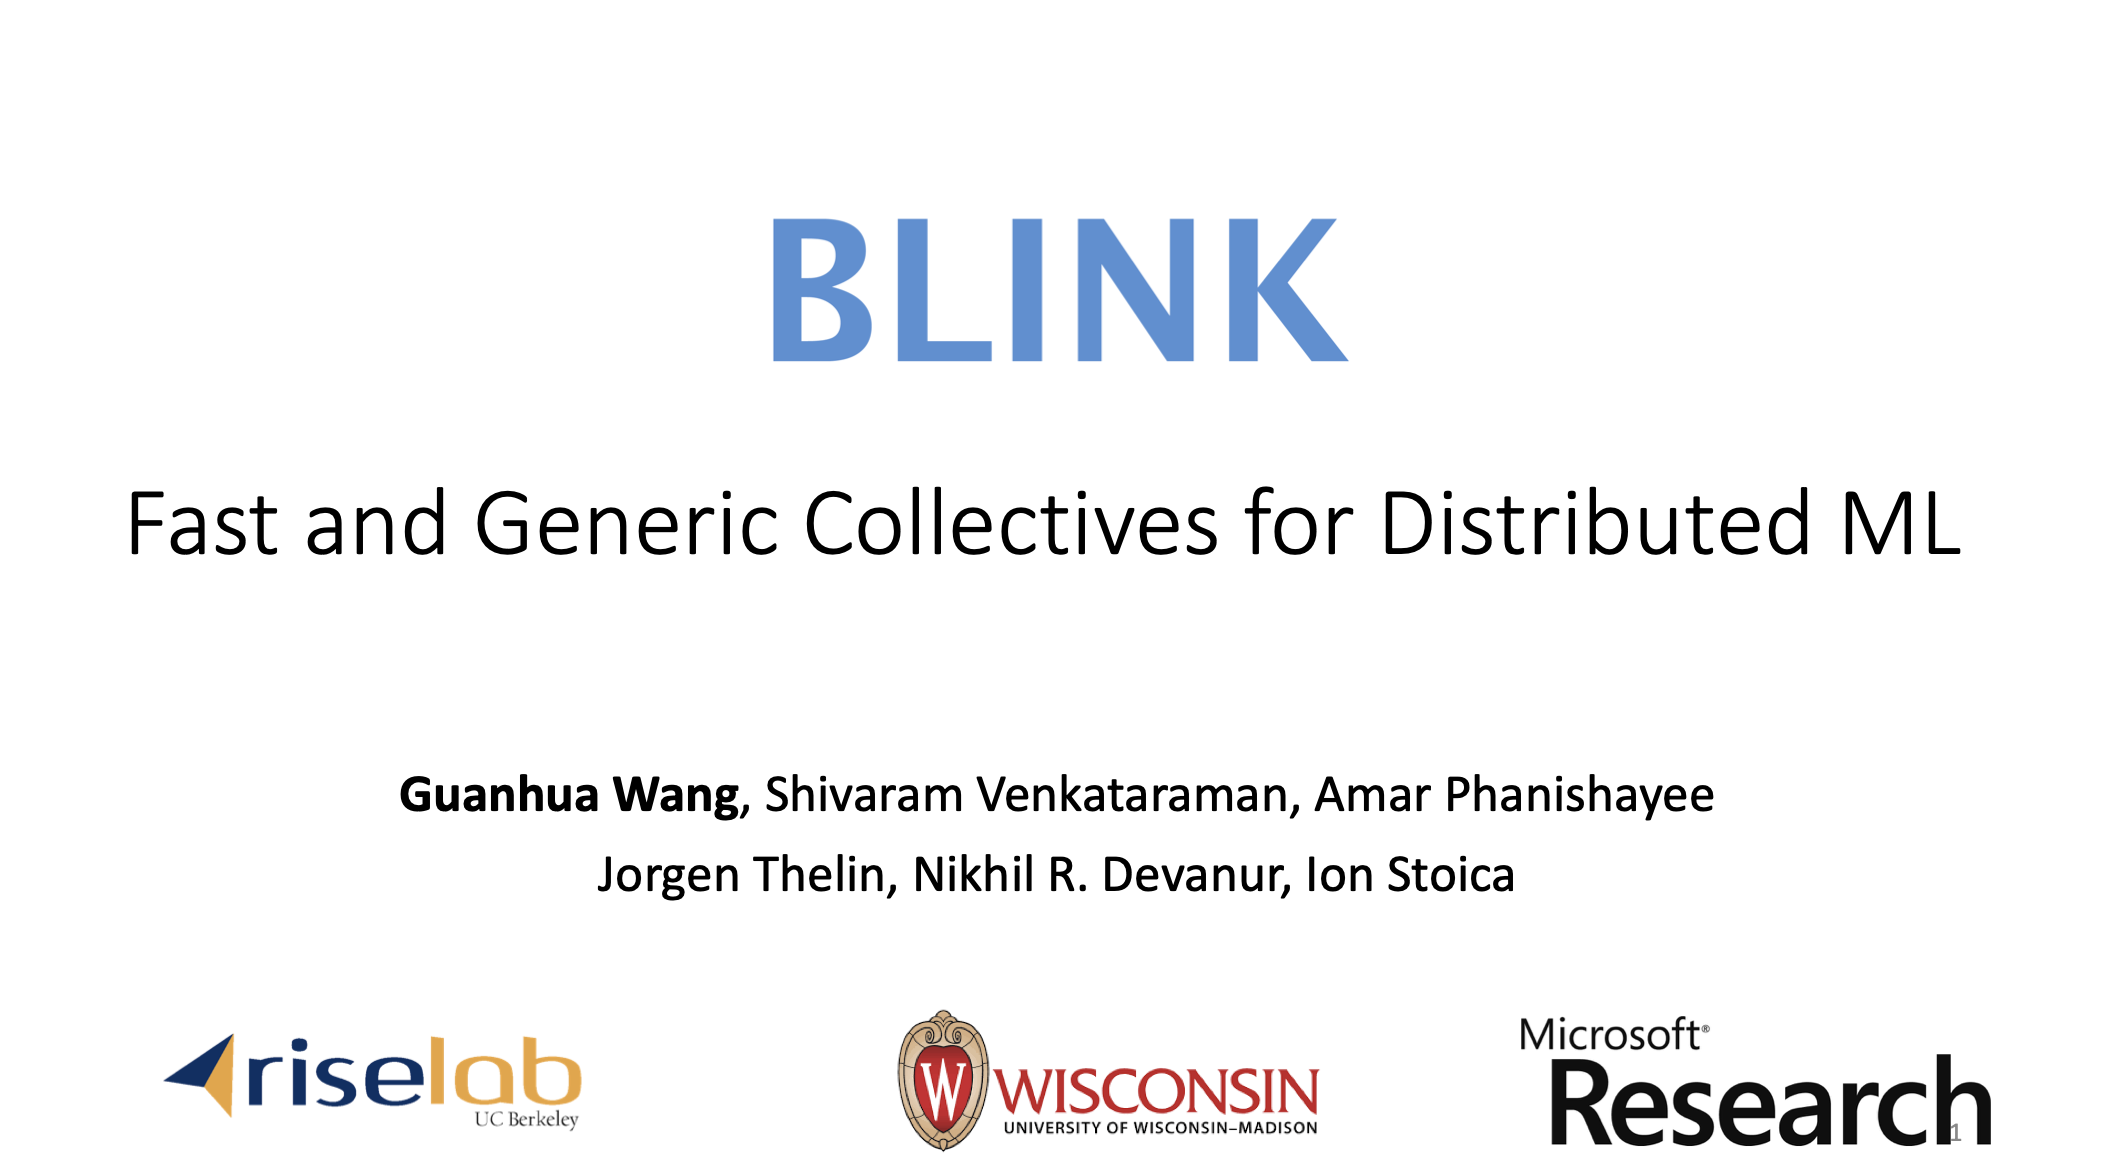 BLINK
Fast and Generic Collectives for Distributed ML
Guanhua Wang, Shivaram Venkataraman, Amar Phanishayee
Jorgen Thelin, Nikhil R. Devanur, Ion Stoica
riselab
UC Berkeley
W
WISCONSIN
UNIVERSITY OF WISCONSIN–MADISON
Microsoft®
Research
1